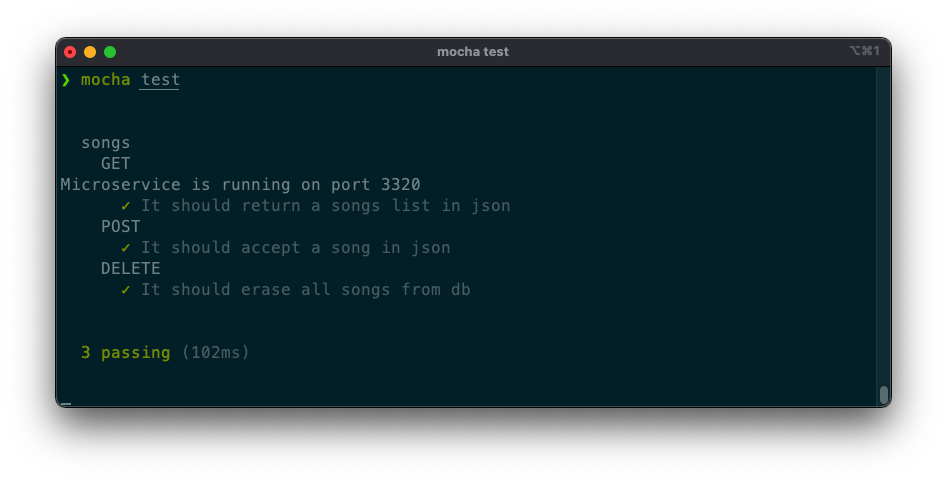 mocha test
⌥⌘1
❯ mocha test
songs
GET
Microservice is running on port 3320
✓ It should return a songs list in json
POST
✓ It should accept a song in json
DELETE
✓ It should erase all songs from db
3 passing (102ms)